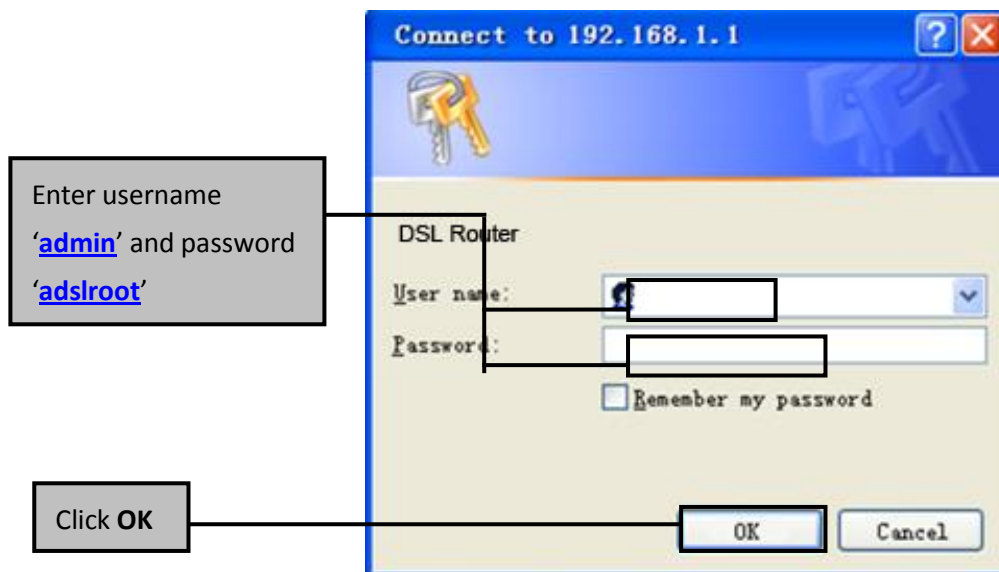 Connect to 192.168.1.1
Enter username
‘admin’ and password
‘adslroot’
DSL Router
User name:
Password:
Remember my password
Click OK
OK
Cancel